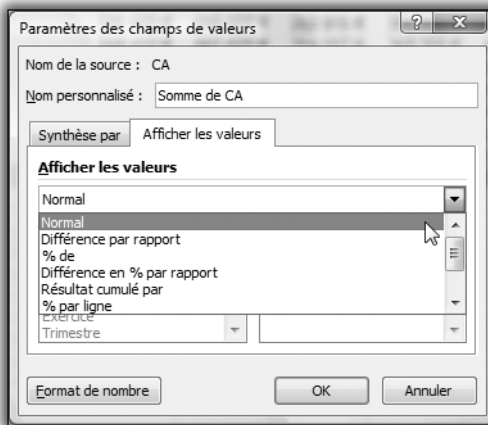 Paramètres des champs de valeurs
Nom de la source : CA
Nom personnalisé : Somme de CA
Synthèse par Afficher les valeurs
Afficher les valeurs
Normal
Normal
Différence par rapport
% de
Différence en % par rapport
Résultat cumulé par
% par ligne
Exercice
Trimestre
Format de nombre OK Annuler